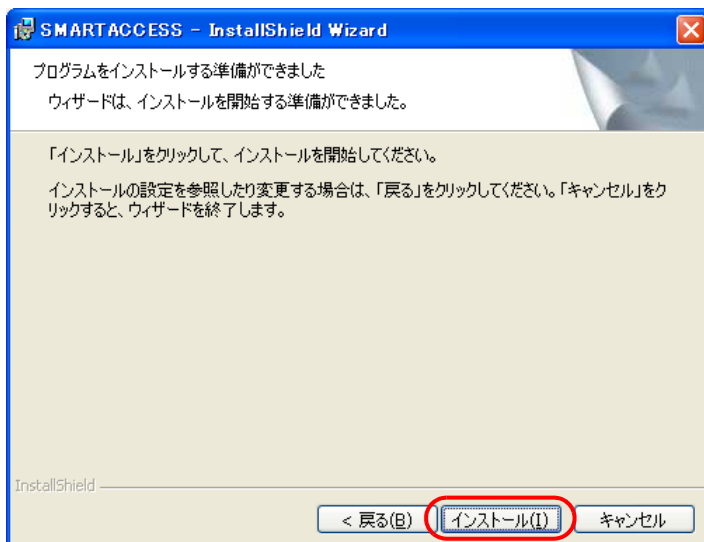 SMARTACCESS - InstallShield Wizard
プログラムをインストールする準備ができました
ウィザードは、インストールを開始する準備ができました。
「インストール」をクリックして、インストールを開始してください。
インストールの設定を参照したり変更する場合は、「戻る」をクリックしてください。「キャンセル」をク
リックすると、ウィザードを終了します。
InstallShield
< 戻る(B)
インストール(I)
キャンセル